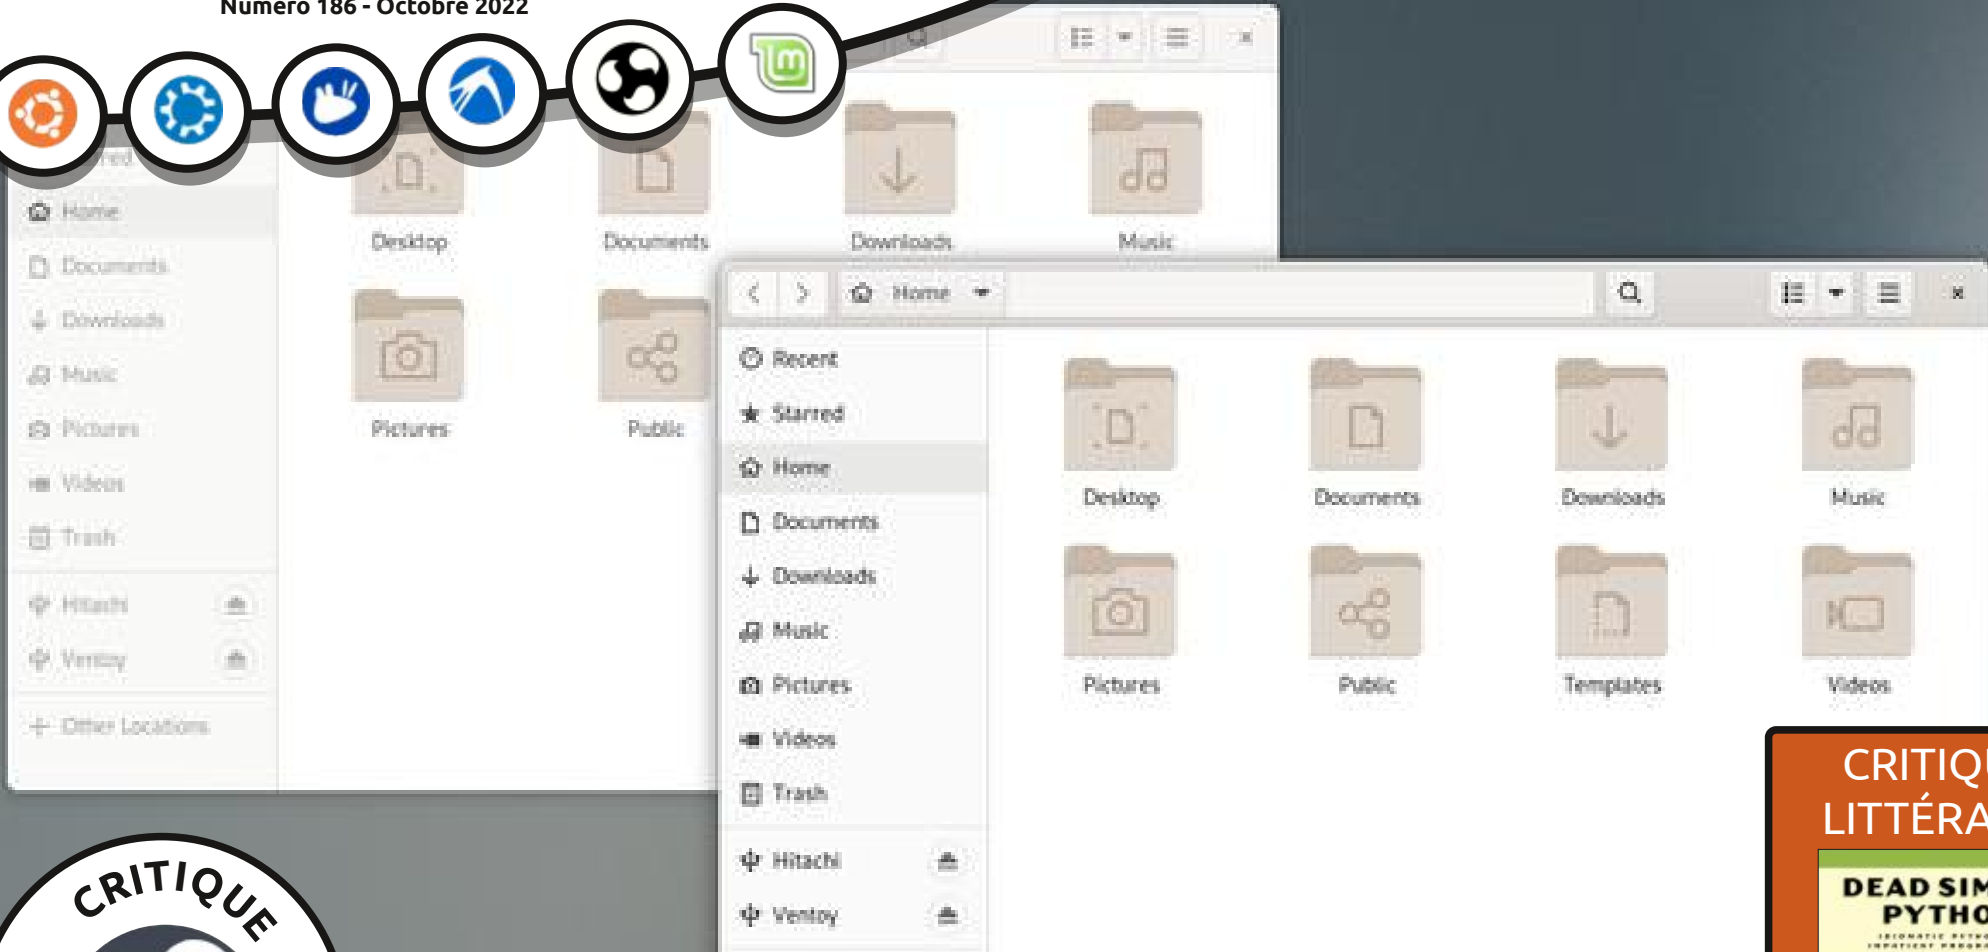 Numéro 186 - Octobre 2022
Home
Documents
Downloads
Music
Pictures
Videos
Trash
Hitachi
Ventoy
Other Locations
Desktop
Documents
Downloads
Music
Pictures
Public
Home
Recent
Starred
Home
Documents
Downloads
Music
Pictures
Videos
Trash
Hitachi
Ventoy
Desktop
Documents
Downloads
Music
Pictures
Public
Templates
Videos
CRITIQUE
CRITIQU
LITTÉRA
DEAD SIM
PYTHO